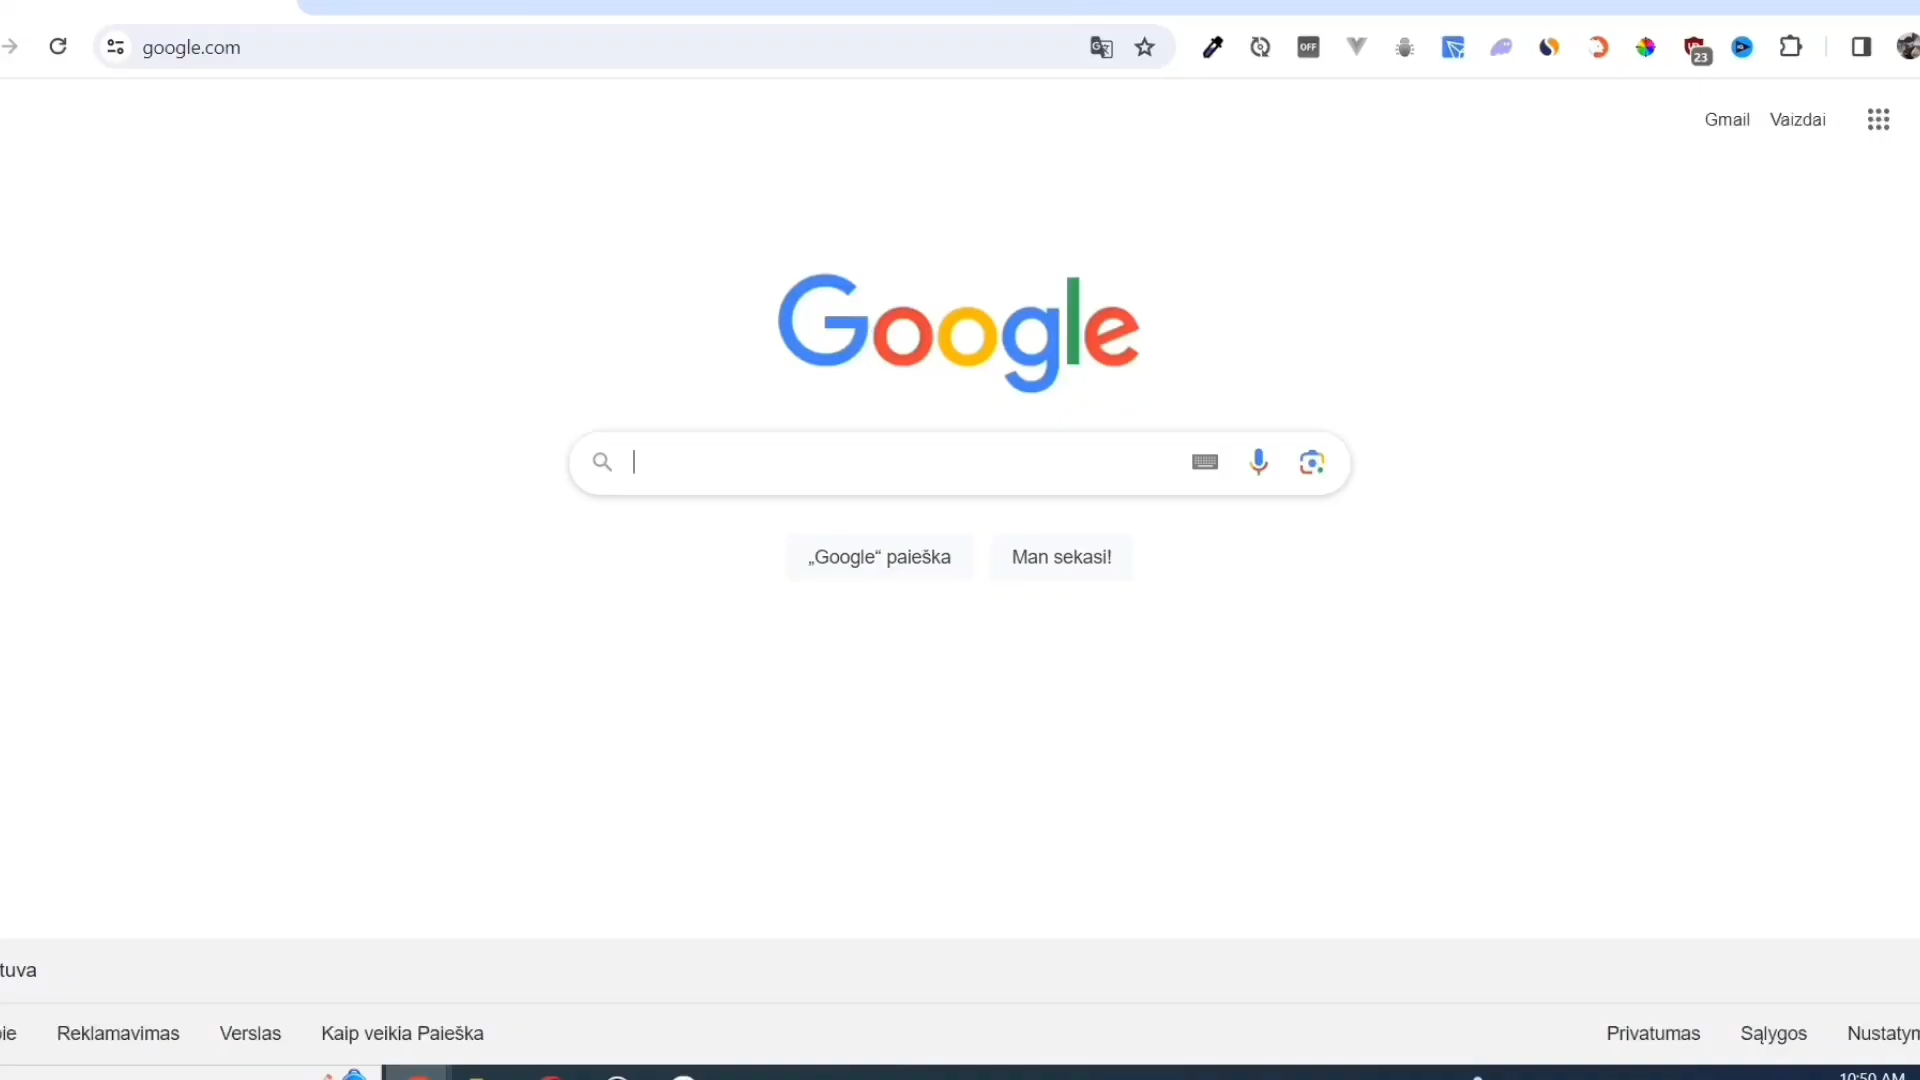 google.com
OFF
23
Gmail Vaizdai
Google
„Google“ paieška Man sekasi!
tuva
ie Reklamavimas Verslas Kaip veikia Paieška Privatumas Sąlygos Nustatym
10:50 AM